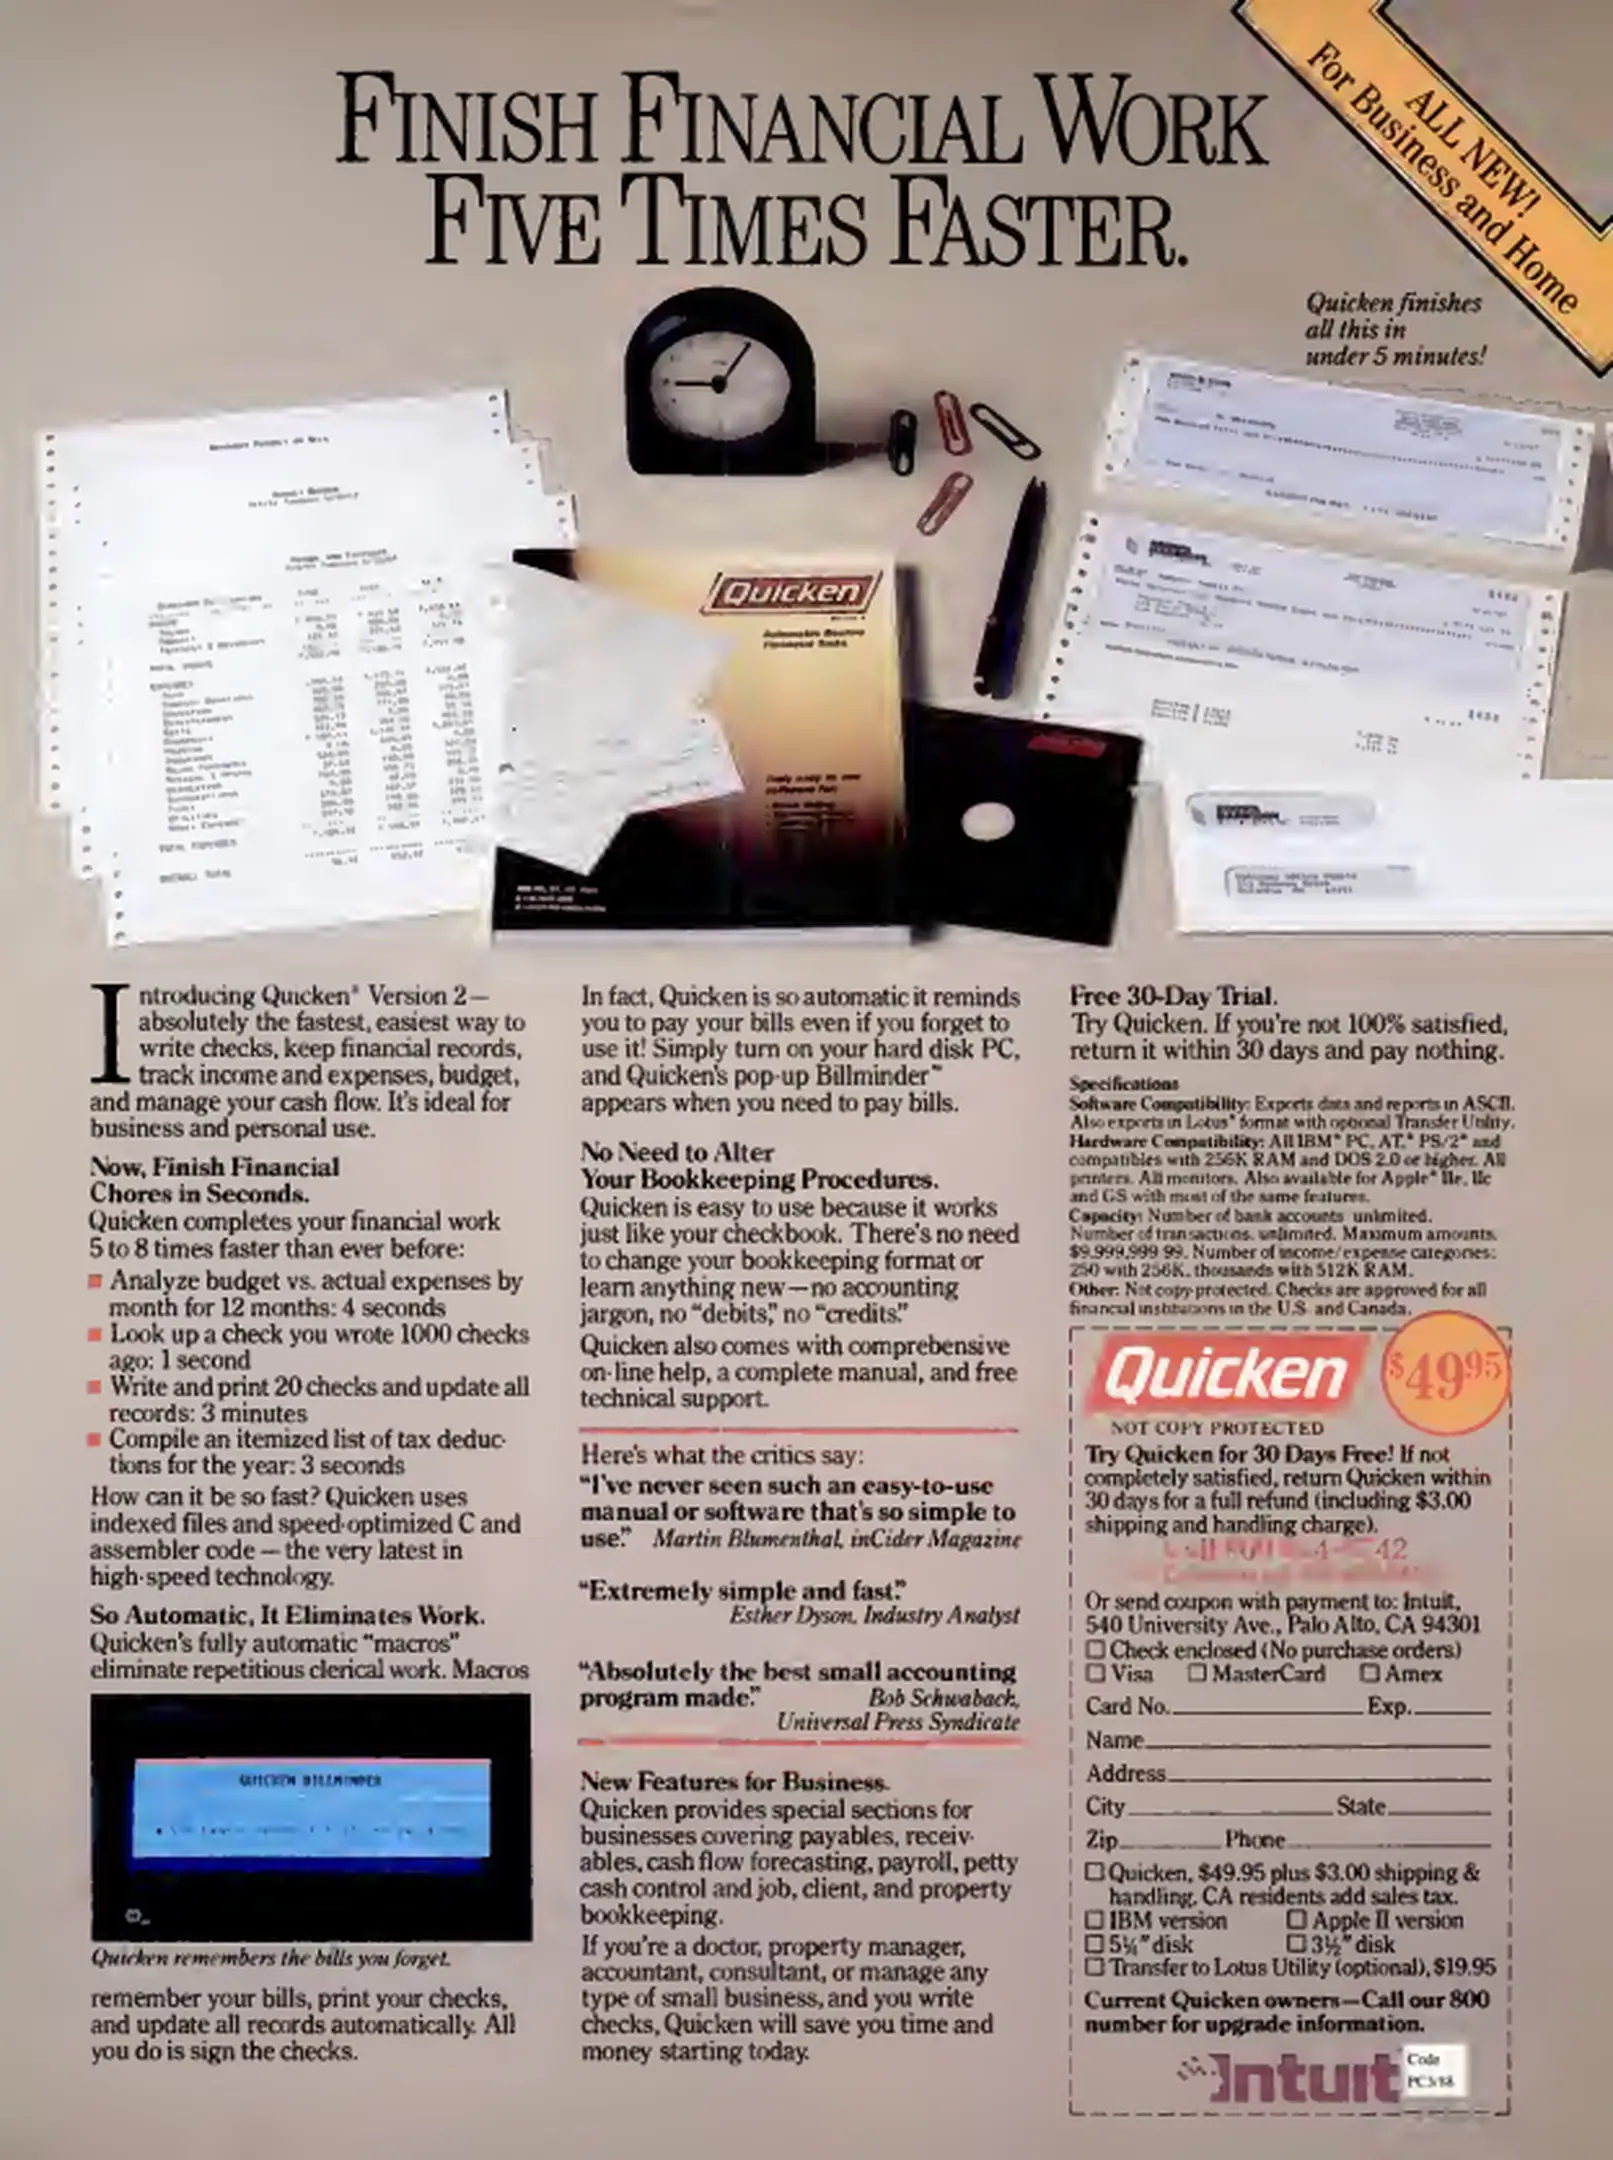 FINISH FINANCIAL WORK
FIVE TIMES FASTER.
ALL NEW!
For Business and Home
Quicken finishes
all this in
under 5 minutes!
Quicken
Introducing Quicken® Version 2—
absolutely the fastest, easiest way to
write checks, keep financial records,
track income and expenses, budget,
and manage your cash flow. It's ideal for
business and personal use.
Now, Finish Financial
Chores in Seconds.
Quicken completes your financial work
5 to 8 times faster than ever before:
Analyze budget vs. actual expenses by
month for 12 months: 4 seconds
Look up a check you wrote 1000 checks
ago: 1 second
Write and print 20 checks and update all
records: 3 minutes
Compile an itemized list of tax deduc-
tions for the year: 3 seconds
How can it be so fast? Quicken uses
indexed files and speed-optimized C and
assembler code — the very latest in
high-speed technology.
So Automatic, It Eliminates Work.
Quicken's fully automatic "macros"
eliminate repetitious clerical work. Macros
QUICKEN BILLMINDER
Quicken remembers the bills you forget.
remember your bills, print your checks,
and update all records automatically. All
you do is sign the checks.
In fact, Quicken is so automatic it reminds
you to pay your bills even if you forget to
use it! Simply turn on your hard disk PC,
and Quicken's pop-up Billminder™
appears when you need to pay bills.
No Need to Alter
Your Bookkeeping Procedures.
Quicken is easy to use because it works
just like your checkbook. There's no need
to change your bookkeeping format or
learn anything new—no accounting
jargon, no "debits," no "credits."
Quicken also comes with comprehensive
on-line help, a complete manual, and free
technical support.
Here's what the critics say:
"I've never seen such an easy-to-use
manual or software that's so simple to
use." Martin Blumenthal, inCider Magazine
"Extremely simple and fast."
Esther Dyson, Industry Analyst
"Absolutely the best small accounting
program made." Bob Schwaback,
Universal Press Syndicate
New Features for Business.
Quicken provides special sections for
businesses covering payables, receiv-
ables, cash flow forecasting, payroll, petty
cash control and job, client, and property
bookkeeping.
If you're a doctor, property manager,
accountant, consultant, or manage any
type of small business, and you write
checks, Quicken will save you time and
money starting today.
Free 30-Day Trial.
Try Quicken. If you're not 100% satisfied,
return it within 30 days and pay nothing.
Specifications
Software Compatibility: Exports data and reports in ASCII.
Also exports in Lotus® format with optional Transfer Utility.
Hardware Compatibility: All IBM® PC, AT,® PS/2® and
compatibles with 256K RAM and DOS 2.0 or higher. All
printers. All monitors. Also available for Apple® IIe, IIc
and GS with most of the same features.
Capacity: Number of bank accounts: unlimited.
Number of transactions: unlimited. Maximum amounts:
$9,999,999.99. Number of income/expense categories:
250 with 256K, thousands with 512K RAM.
Other: Not copy protected. Checks are approved for all
financial institutions in the U.S. and Canada.
Quicken $49.95
NOT COPY PROTECTED
Try Quicken for 30 Days Free! If not
completely satisfied, return Quicken within
30 days for a full refund (including $3.00
shipping and handling charge).
Or send coupon with payment to: Intuit,
540 University Ave., Palo Alto, CA 94301
☐ Check enclosed (No purchase orders)
☐ Visa ☐ MasterCard ☐ Amex
Card No. Exp.
Name
Address
City State
Zip Phone
☐ Quicken, $49.95 plus $3.00 shipping &
handling. CA residents add sales tax.
☐ IBM version ☐ Apple II version
☐ 5¼" disk ☐ 3½" disk
☐ Transfer to Lotus Utility (optional), $19.95
Current Quicken owners—Call our 800
number for upgrade information.
Intuit
Code